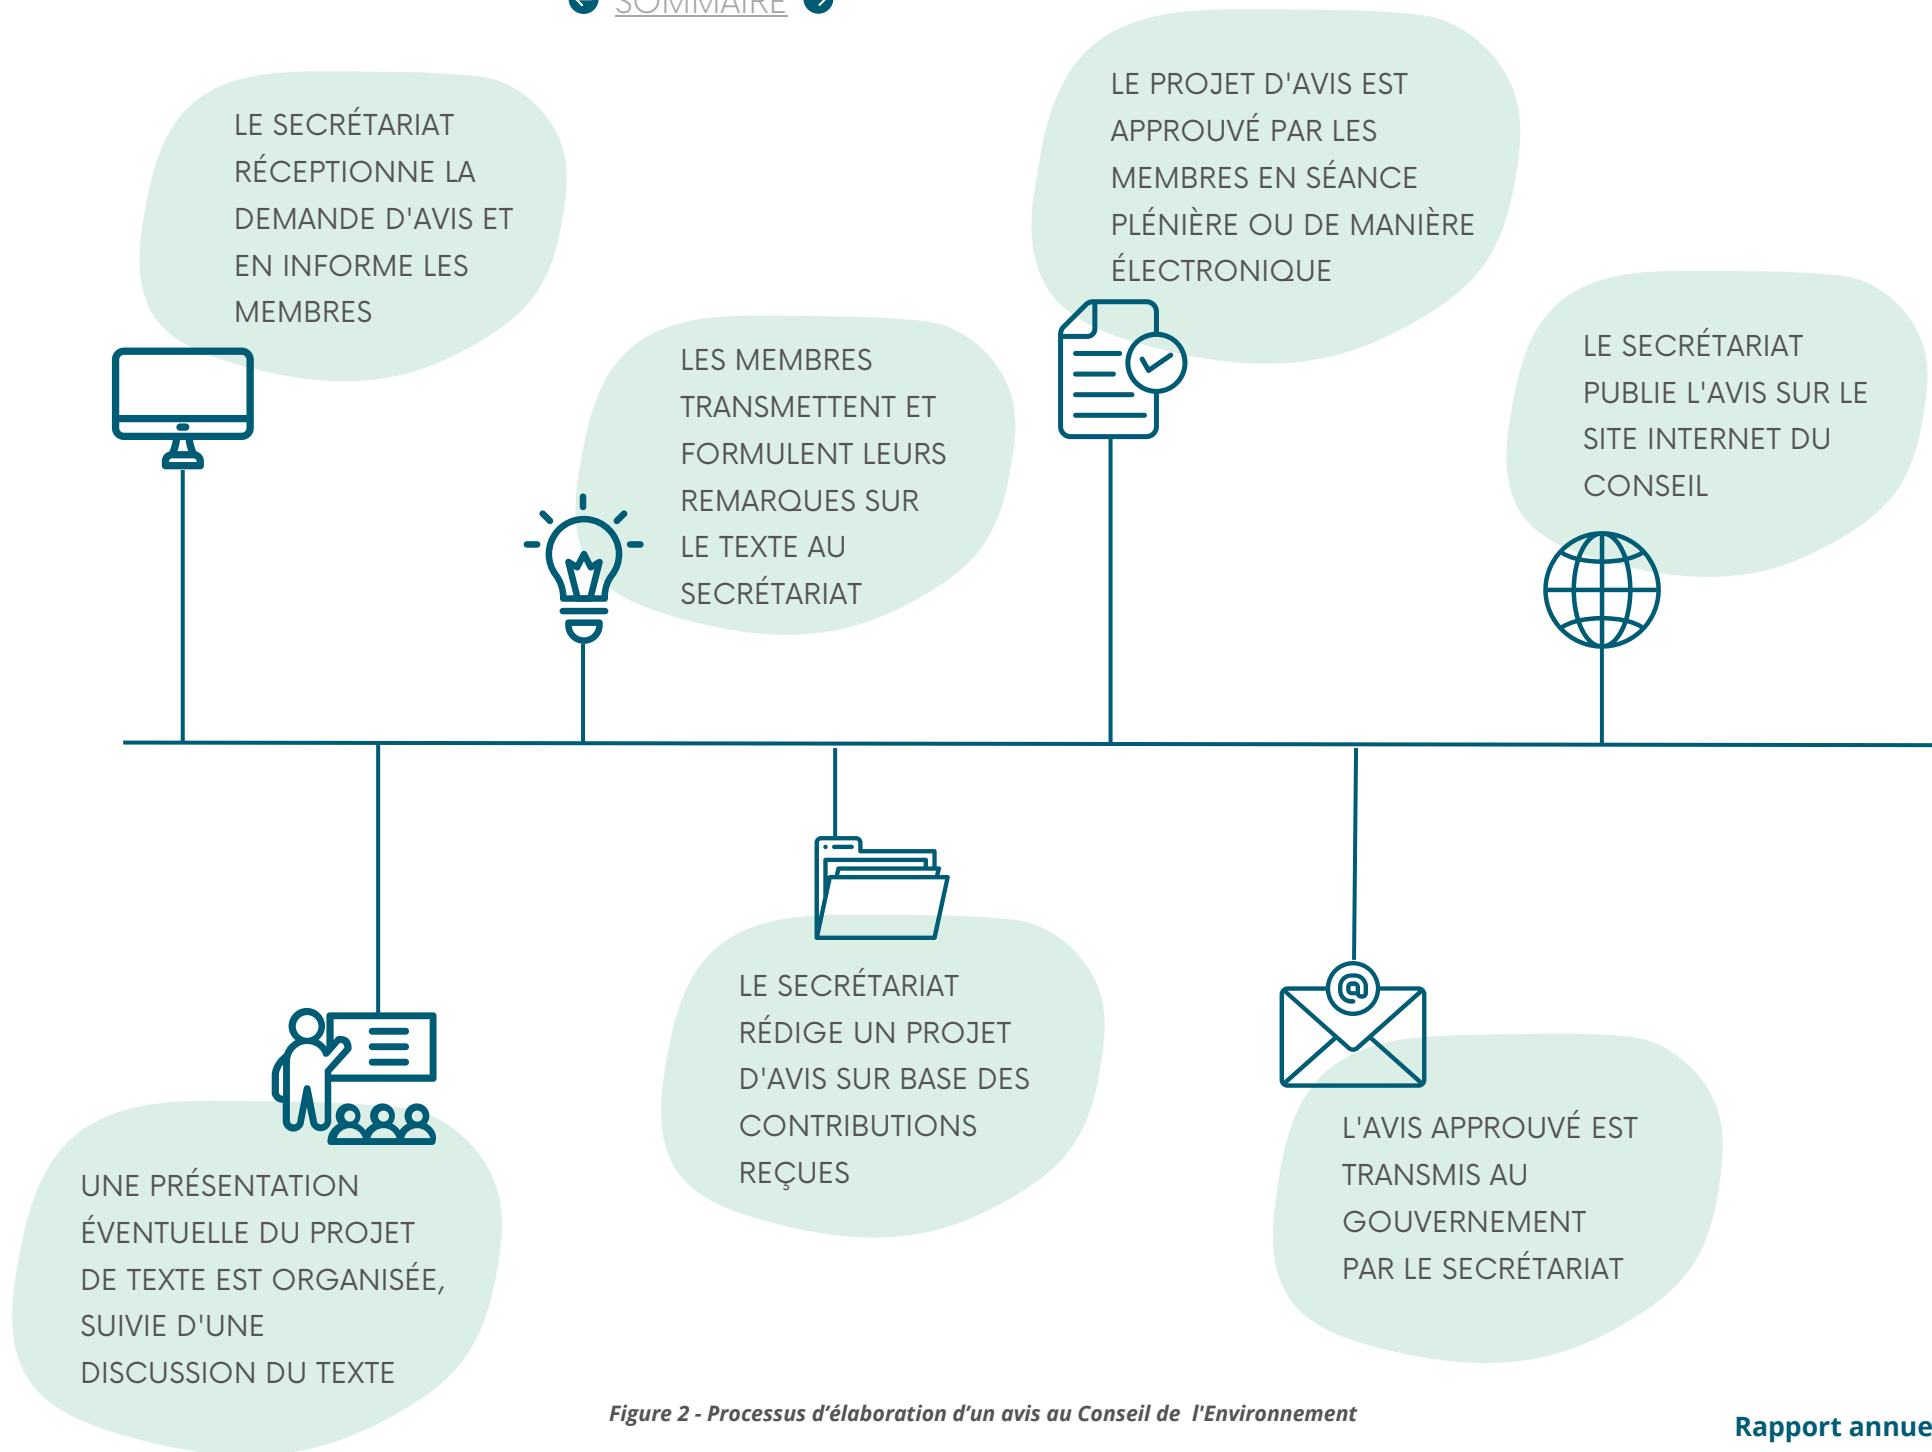 SOMMAIRE
LE SECRÉTARIAT
RÉCEPTIONNE LA
DEMANDE D'AVIS ET
EN INFORME LES
MEMBRES
UNE PRÉSENTATION
ÉVENTUELLE DU PROJET
DE TEXTE EST ORGANISÉE,
SUIVIE D'UNE
DISCUSSION DU TEXTE
LES MEMBRES
TRANSMETTENT ET
FORMULENT LEURS
REMARQUES SUR
LE TEXTE AU
SECRÉTARIAT
LE SECRÉTARIAT
RÉDIGE UN PROJET
D'AVIS SUR BASE DES
CONTRIBUTIONS
REÇUES
LE PROJET D'AVIS EST
APPROUVÉ PAR LES
MEMBRES EN SÉANCE
PLÉNIÈRE OU DE MANIÈRE
ÉLECTRONIQUE
@
L'AVIS APPROUVÉ EST
TRANSMIS AU
GOUVERNEMENT
PAR LE SECRÉTARIAT
LE SECRÉTARIAT
PUBLIE L'AVIS SUR LE
SITE INTERNET DU
CONSEIL
Figure 2 - Processus d’élaboration d’un avis au Conseil de l'Environnement
Rapport annue